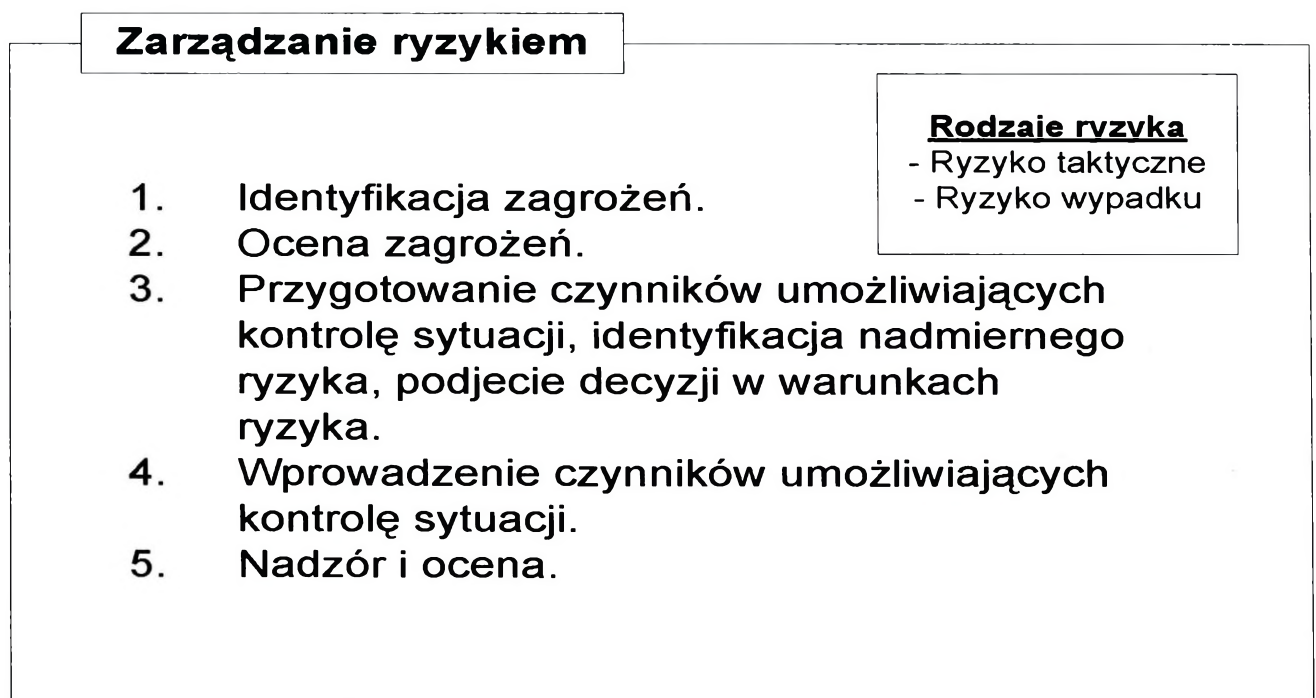 Zarządzanie ryzykiem
Rodzaje ryzyka
- Ryzyko taktyczne
- Ryzyko wypadku
1. Identyfikacja zagrożeń.
2. Ocena zagrożeń.
3. Przygotowanie czynników umożliwiających
kontrolę sytuacji, identyfikacja nadmiernego
ryzyka, podjecie decyzji w warunkach
ryzyka.
4. Wprowadzenie czynników umożliwiających
kontrolę sytuacji.
5. Nadzór i ocena.